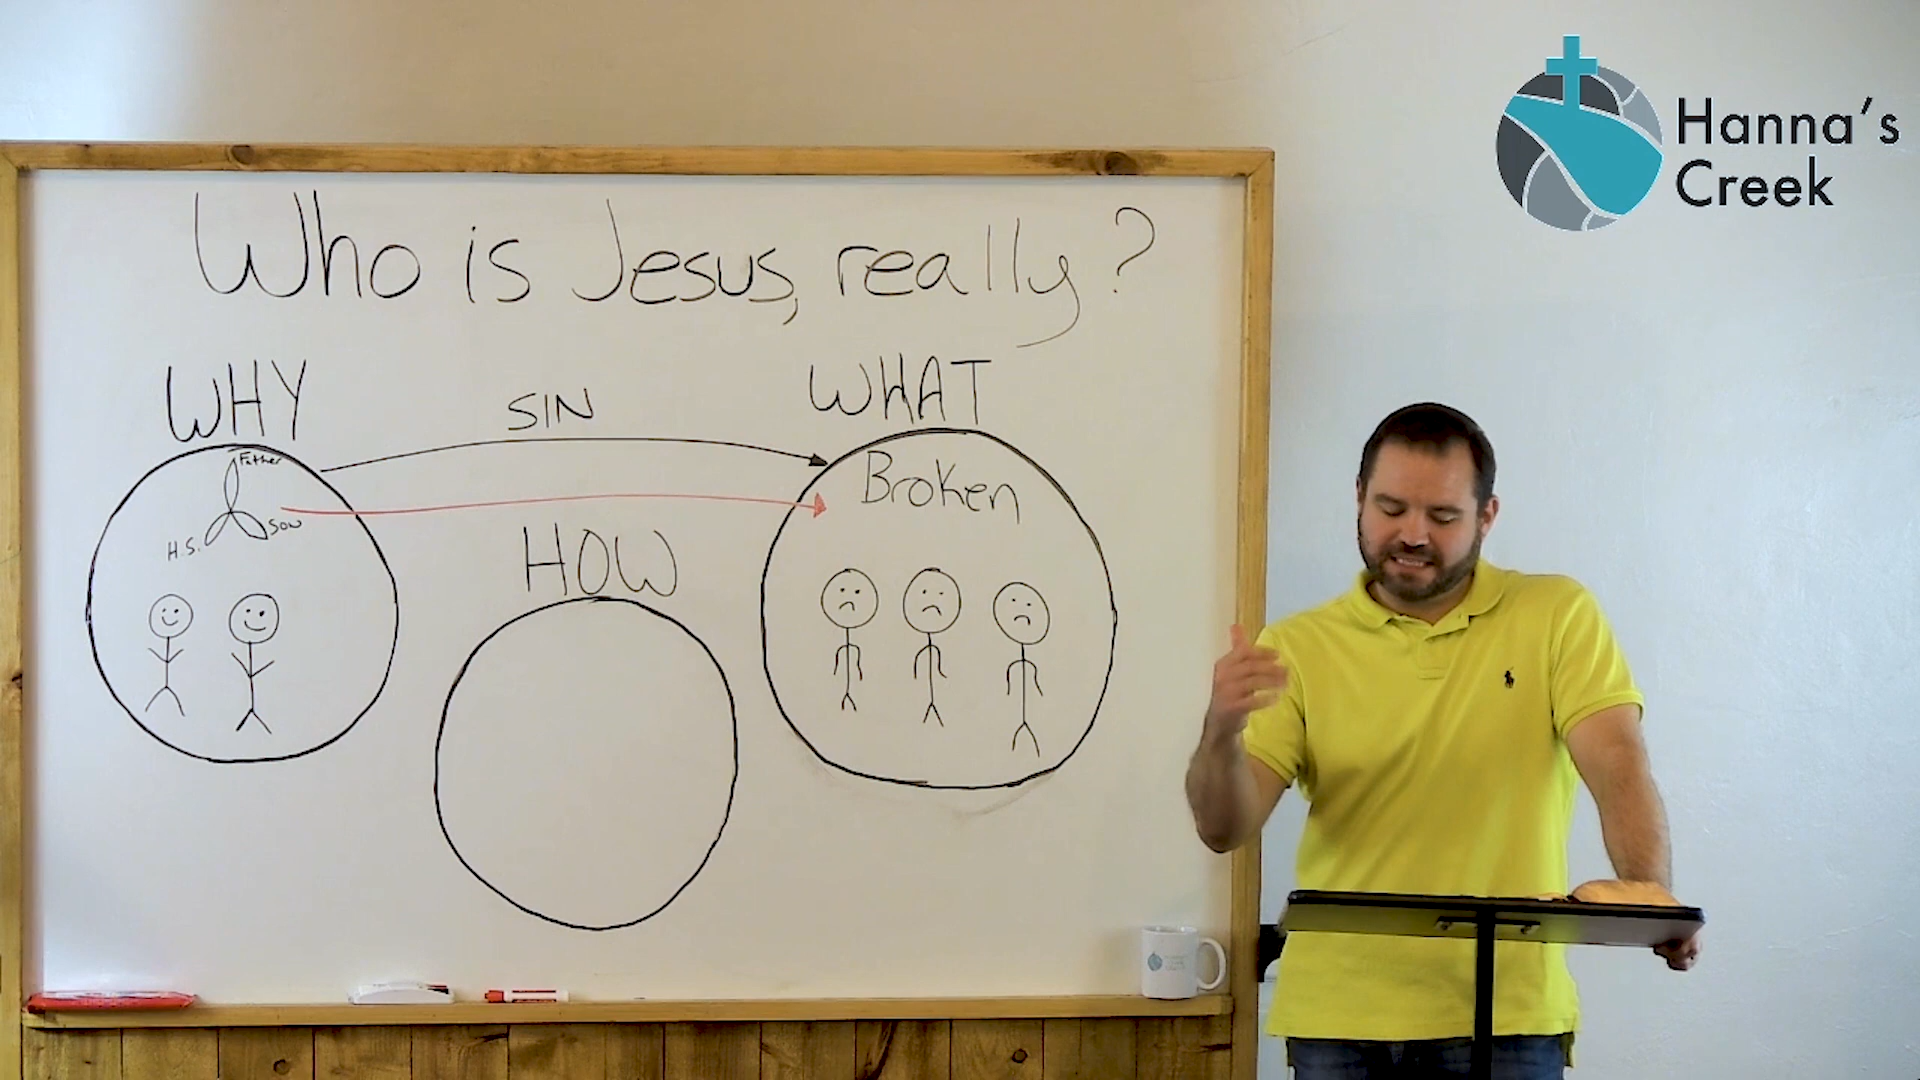 Hanna's
Creek
Who is Jesus, really?
WHY
SIN
WHAT
Father
Son
H.S.
Broken
HOW